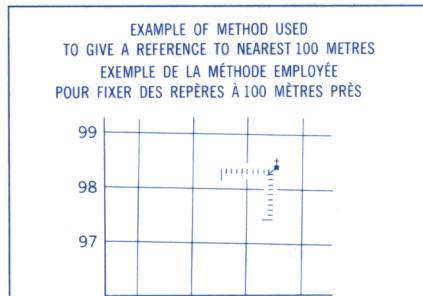 EXAMPLE OF METHOD USED
TO GIVE A REFERENCE TO NEAREST 100 METRES
EXEMPLE DE LA MÉTHODE EMPLOYÉE
POUR FIXER DES REPÈRES À 100 MÈTRES PRÈS
99
98
97